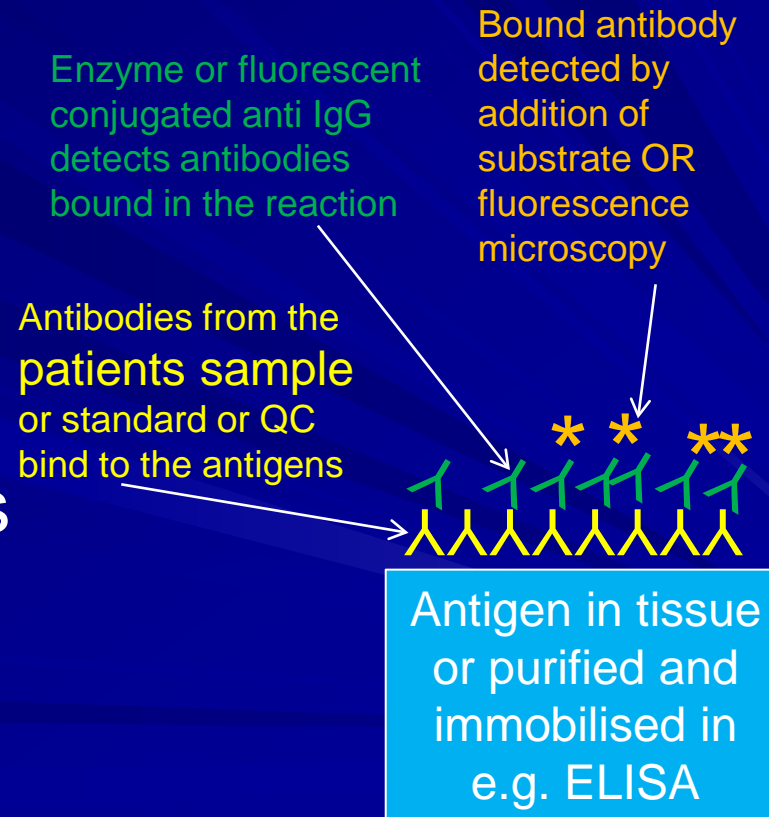 Enzyme or fluorescent
conjugated anti IgG
detects antibodies
bound in the reaction
Bound antibody
detected by
addition of
substrate OR
fluorescence
microscopy
Antibodies from the
patients sample
or standard or QC
bind to the antigens
s
* * **
Antigen in tissue
or purified and
immobilised in
e.g. ELISA